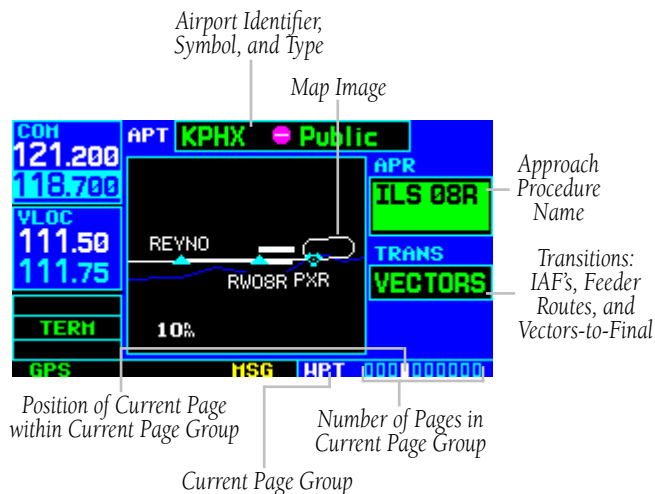 Airport Identifier,
Symbol, and Type
Map Image
COM
121.200
118.700
VLOC
111.50
111.75
TERM
GPS
APT KPHX Public
REYNO
RW08R PXR
10
MSG WPT
APR
ILS 08R
TRANS
VECTORS
Approach
Procedure
Name
Transitions:
IAF's, Feeder
Routes, and
Vectors-to-Final
Position of Current Page
within Current Page Group
Number of Pages in
Current Page Group
Current Page Group